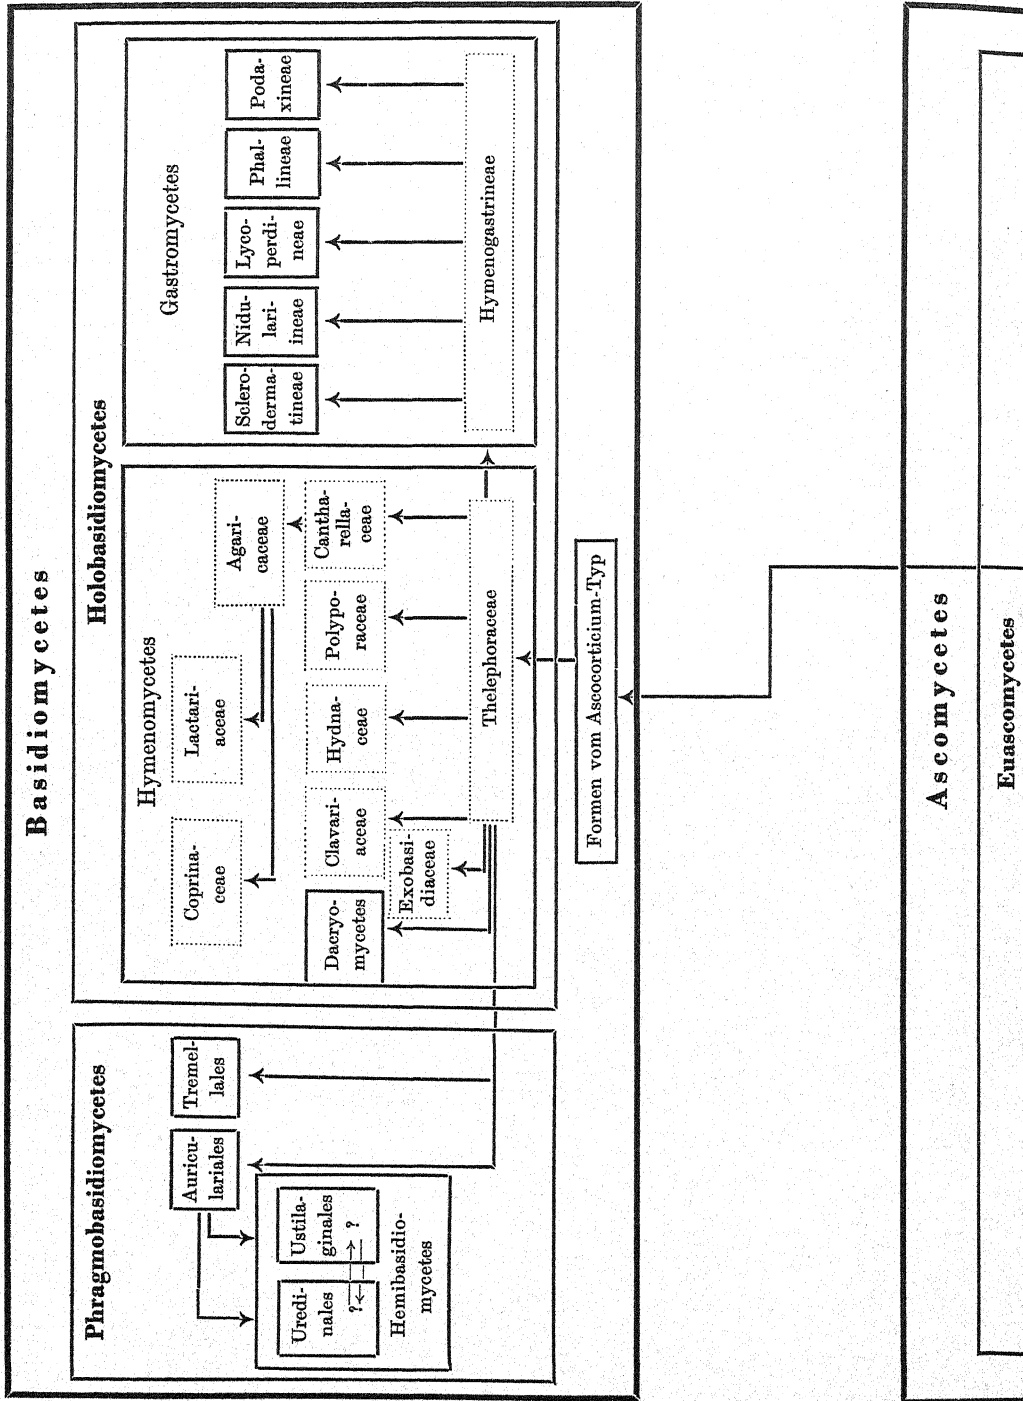 Basidiomycetes
Phragmobasidiomycetes
Auricu-
lariales
Tremel-
lales
Uredi-
nales
Ustila-
ginales
?
?
Hemibasidio-
mycetes
Holobasidiomycetes
Hymenomycetes
Coprina-
ceae
Lactari-
aceae
Agari-
caceae
Dacryo-
mycetes
Clavari-
aceae
Hydna-
ceae
Polypo-
raceae
Cantha-
rella-
ceae
Exobasi-
diaceae
Thelephoraceae
Gastromycetes
Sclero-
derma-
tineae
Nidu-
lari-
ineae
Lyco-
perdi-
neae
Phal-
lineae
Poda-
xineae
Hymenogastrineae
Formen vom Ascocorticium-Typ
Ascomycetes
Euascomycetes